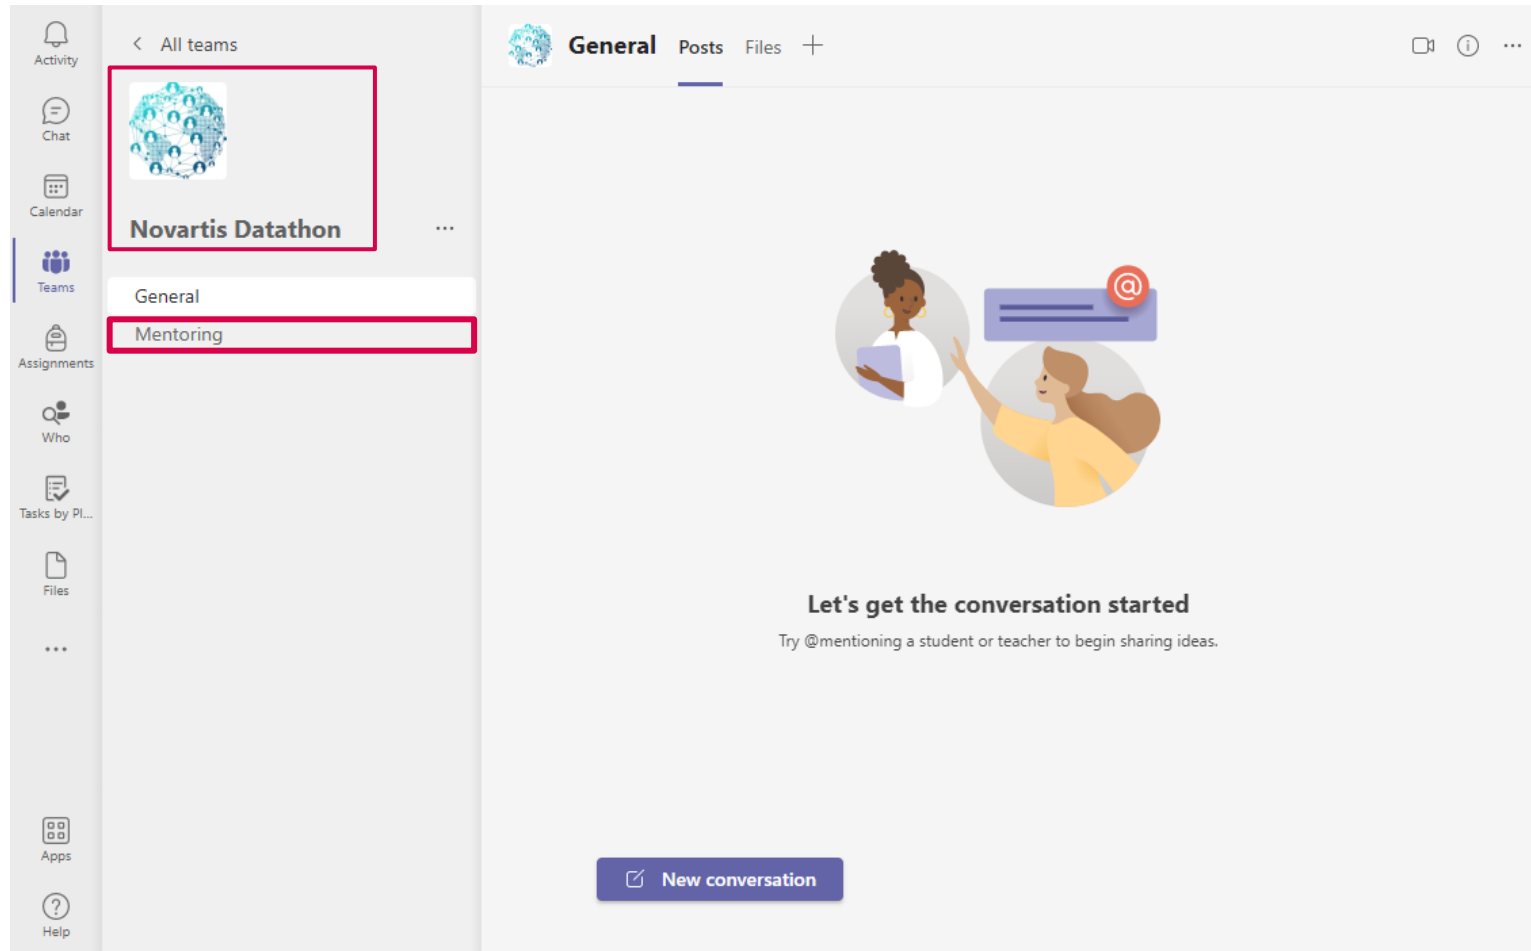 Activity
Chat
Calendar
Teams
Assignments
Who
Tasks by Pl...
Files
Apps
Help
All teams
Novartis Datathon
General
Mentoring
General Posts Files
@
Let's get the conversation started
Try @mentioning a student or teacher to begin sharing ideas.
New conversation